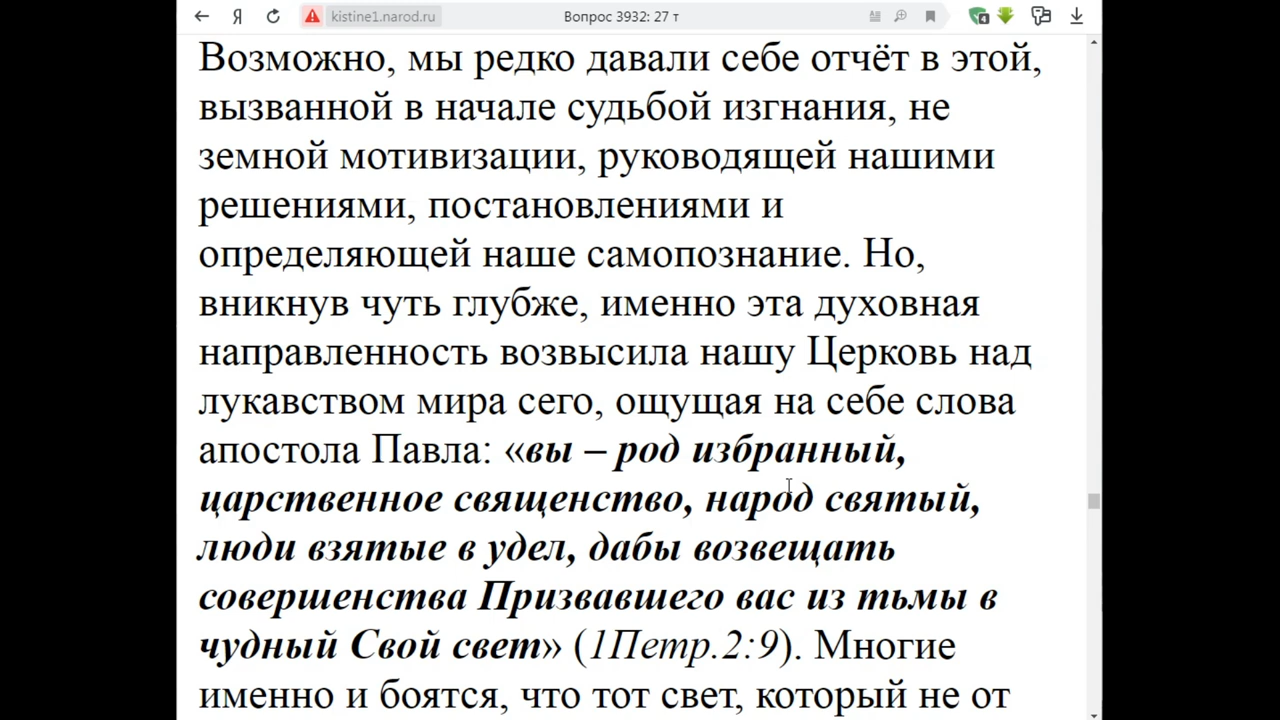 kistine1.narod.ru
Вопрос 3932: 27 т
4
Возможно, мы редко давали себе отчёт в этой,
вызванной в начале судьбой изгнания, не
земной мотивизации, руководящей нашими
решениями, постановлениями и
определяющей наше самопознание. Но,
вникнув чуть глубже, именно эта духовная
направленность возвысила нашу Церковь над
лукавством мира сего, ощущая на себе слова
апостола Павла: «вы – род избранный,
царственное священство, народ святый,
люди взятые в удел, дабы возвещать
совершенства Призвавшего вас из тьмы в
чудный Свой свет» (1Петр.2:9). Многие
именно и боятся, что тот свет, который не от